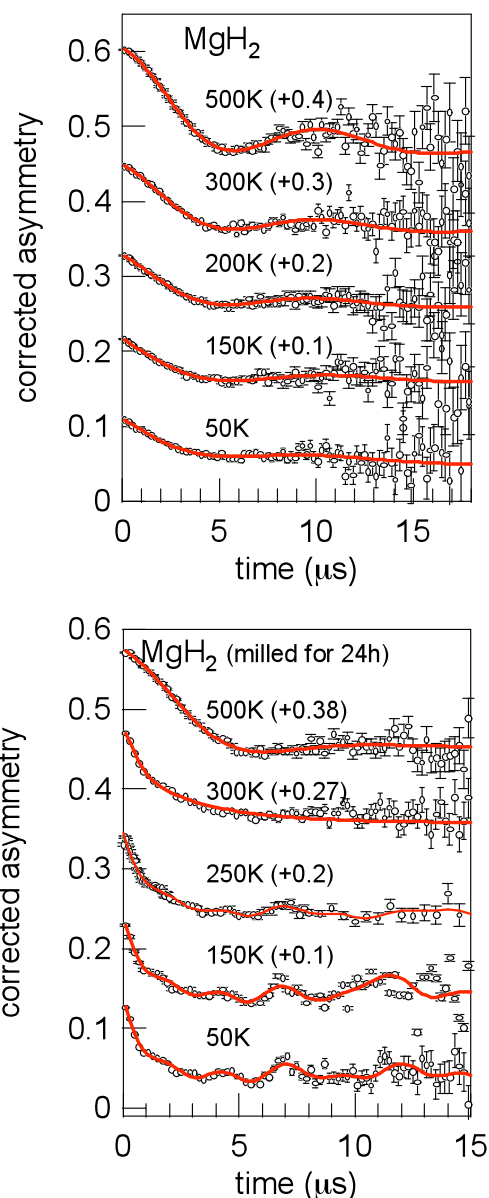 MgH2
0.6
500K (+0.4)
0.5
300K (+0.3)
0.4
200K (+0.2)
0.3
150K (+0.1)
0.2
50K
0.1
0
corrected asymmetry
0 5 10 15
time (μs)
0.6
MgH2 (milled for 24h)
500K (+0.38)
0.5
300K (+0.27)
0.4
250K (+0.2)
0.3
150K (+0.1)
0.2
50K
0.1
0
corrected asymmetry
0 5 10 15
time (μs)